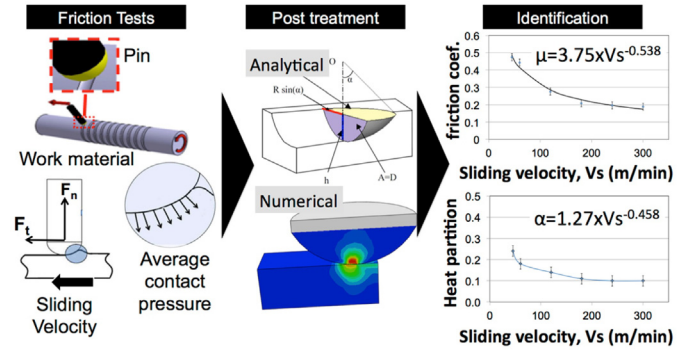 Friction Tests
Pin
Work material
Fn
Ft
Sliding
Velocity
Average
contact
pressure
Post treatment
Analytical
O
α
R sin(α)
h
A=D
Numerical
Identification
friction coef.
0.5
0.4
0.3
0.2
0.1
0
μ=3.75xVs-0.538
0 100 200 300
Sliding velocity, Vs (m/min)
Heat partition
0.5
0.4
0.3
0.2
0.1
0
α=1.27xVs-0.458
0 100 200 300
Sliding velocity, Vs (m/min)